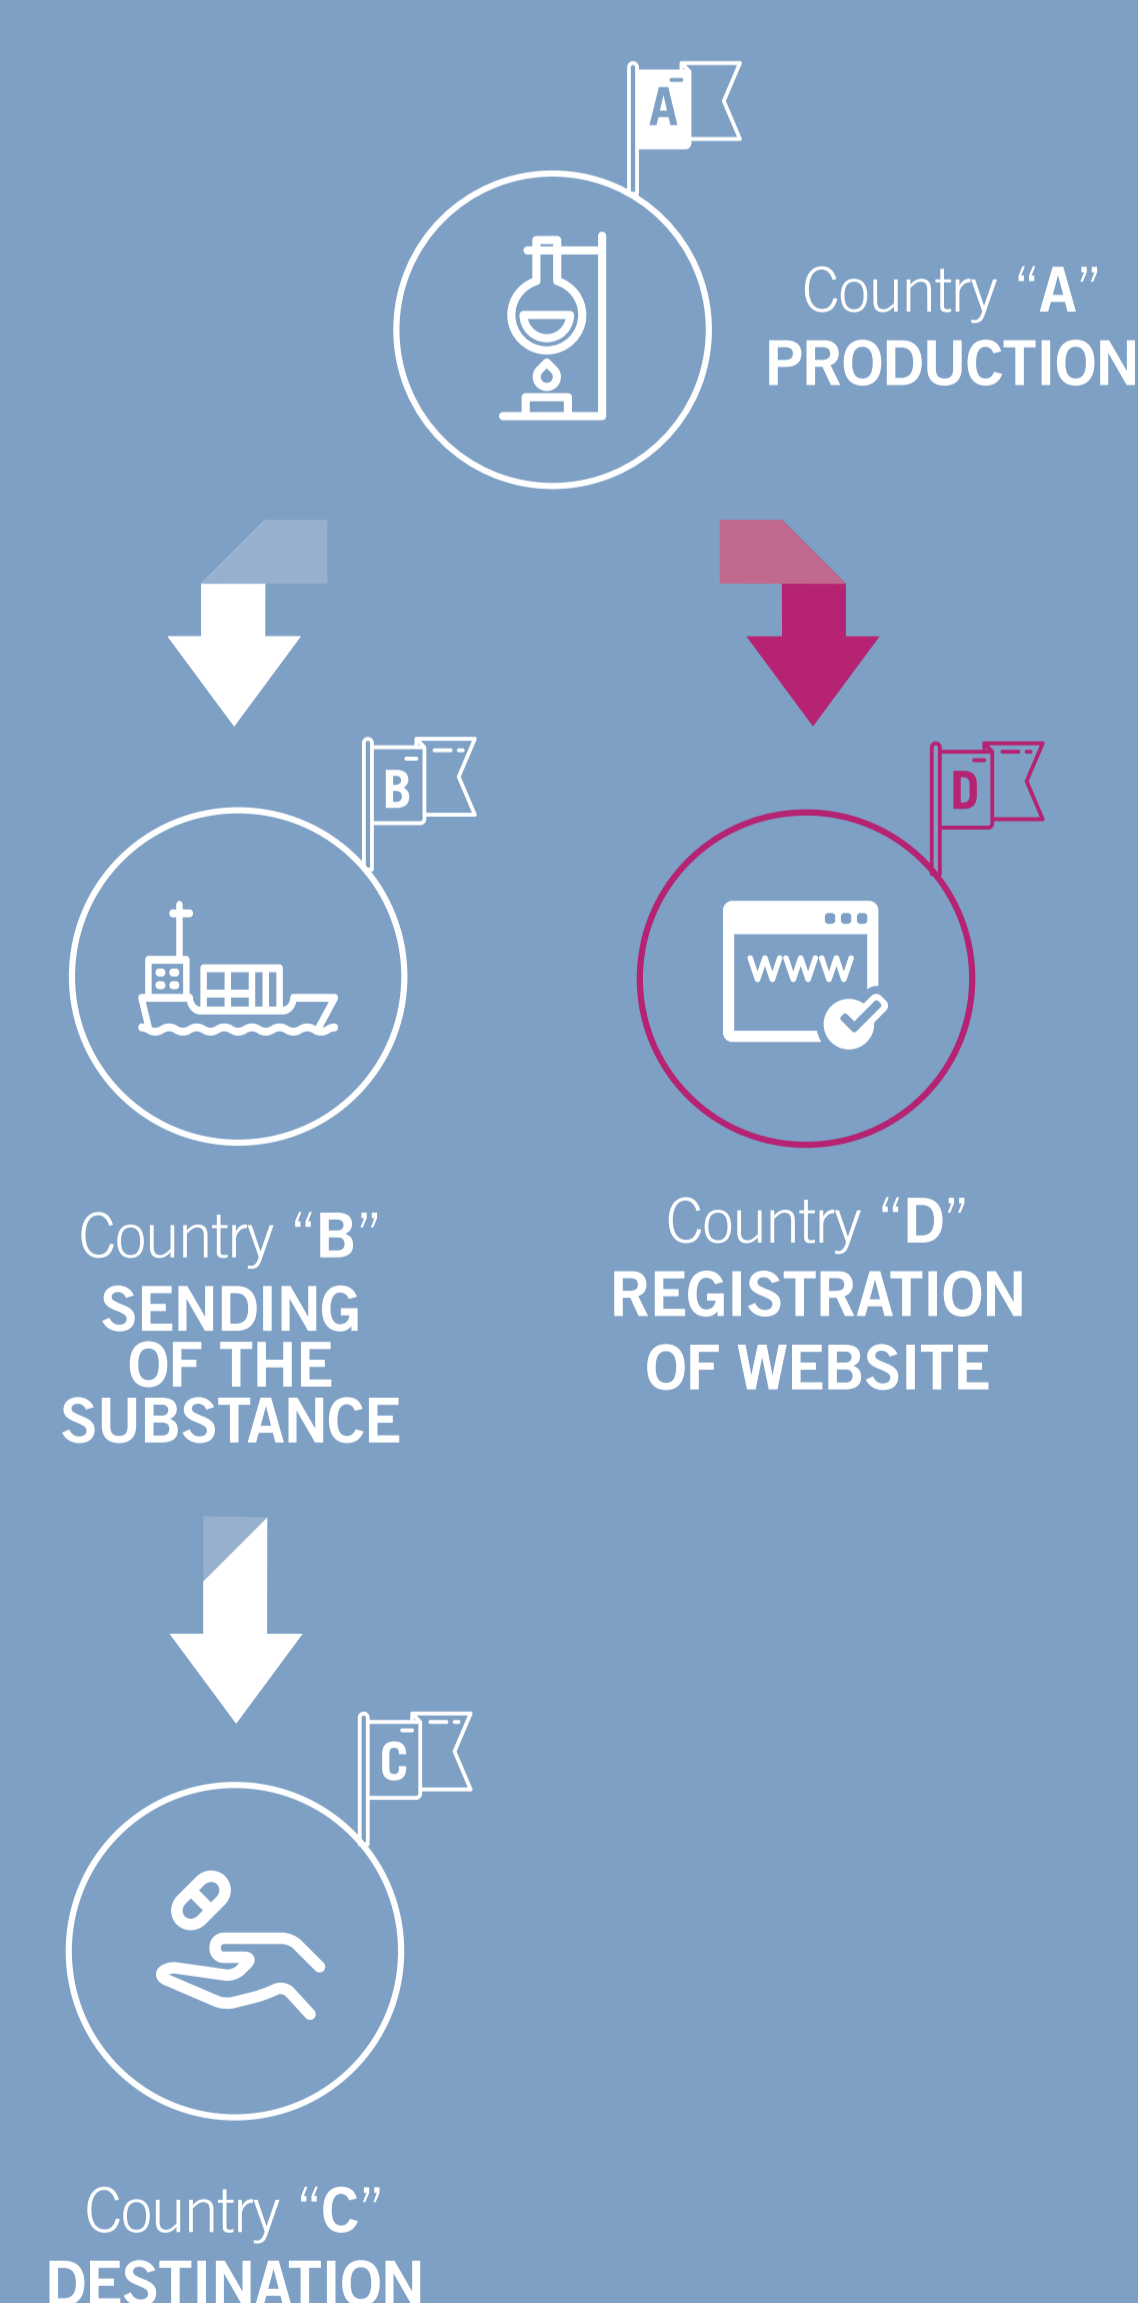 A
Country “A”
PRODUCTION
B
D
www
Country “B”
SENDING
OF THE
SUBSTANCE
Country “D”
REGISTRATION
OF WEBSITE
C
Country “C”
DESTINATION